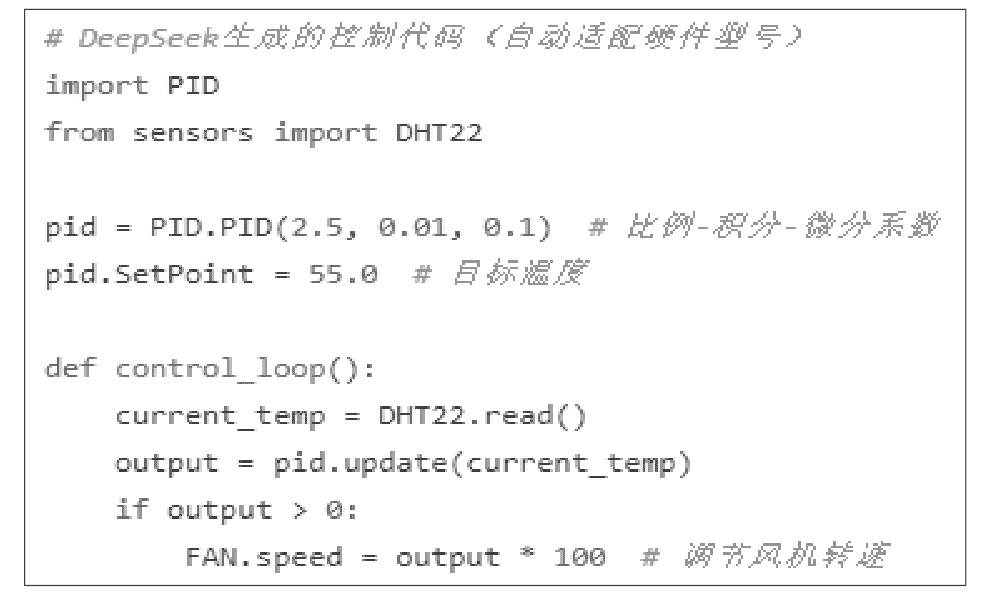 # DeepSeek生成的控制代码（自动适配硬件型号）
import PID
from sensors import DHT22
pid = PID.PID(2.5, 0.01, 0.1)  # 比例-积分-微分系数
pid.SetPoint = 55.0  # 目标温度
def control_loop():
    current_temp = DHT22.read()
    output = pid.update(current_temp)
    if output > 0:
        FAN.speed = output * 100  # 调节风机转速